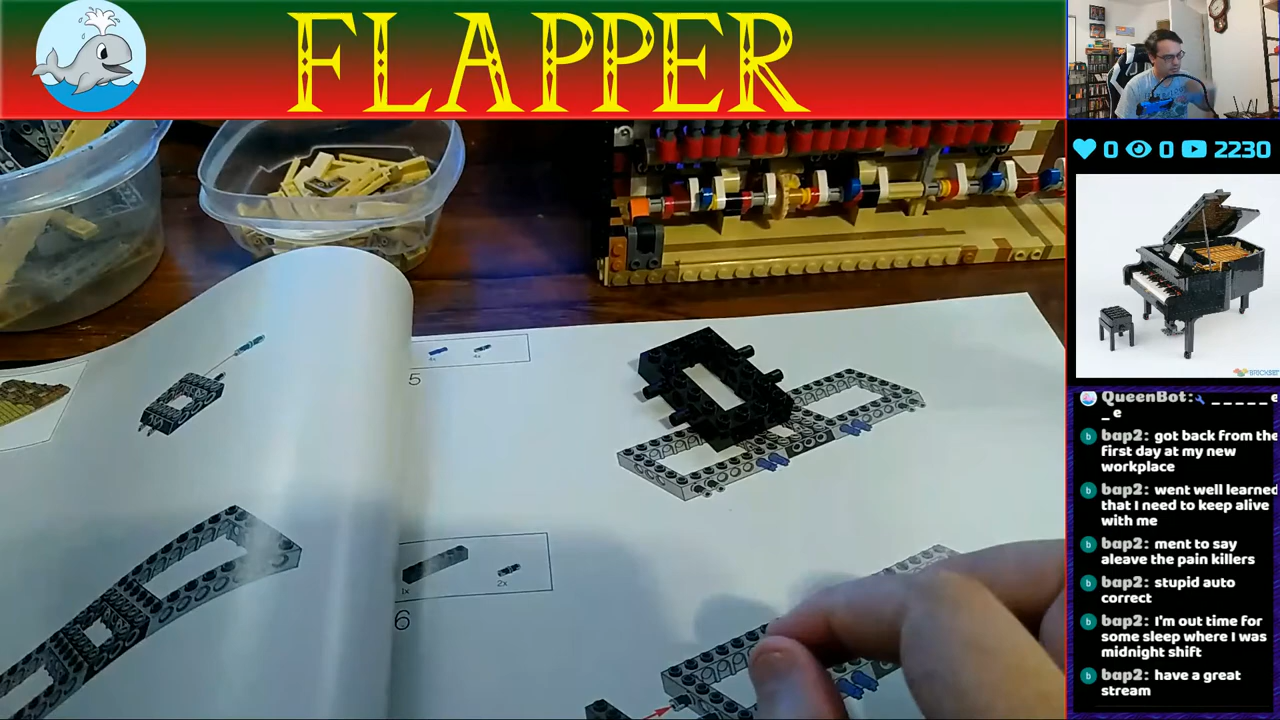 FLAPPER
0 0 2230
BRICKSET
QueenBot: _ _ _ _ _ e
_ e
bap2: got back from the
first day at my new
workplace
bap2: went well learned
that I need to keep alive
with me
bap2: ment to say
aleave the pain killers
bap2: stupid auto
correct
bap2: I'm out time for
some sleep where I was
midnight shift
bap2: have a great
stream
4x 4x
5
1x 2x
6